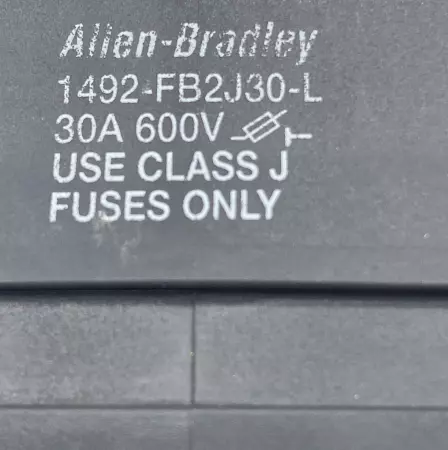 Allen-Bradley
1492-FB2J30-L
30A 600V
USE CLASS J
FUSES ONLY